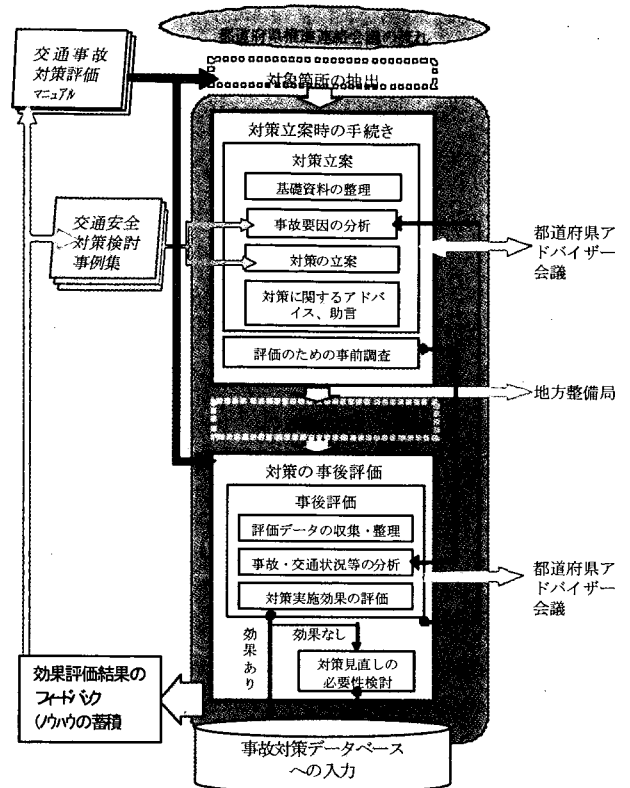 都道府県推進連絡会議の流れ
交通事故
対策評価
マニュアル
対象箇所の抽出
対策立案時の手続き
対策立案
基礎資料の整理
交通安全
対策検討
事例集
事故要因の分析
対策の立案
対策に関するアドバ
イス、助言
都道府県ア
ドバイザー
会議
評価のための事前調査
地方整備局
対策の事後評価
事後評価
評価データの収集・整理
事故・交通状況等の分析
対策実施効果の評価
都道府県ア
ドバイザー
会議
効果あり
効果なし
対策見直しの
必要性検討
効果評価結果の
フィードバック
(ノウハウの蓄積
事故対策データベース
への入力